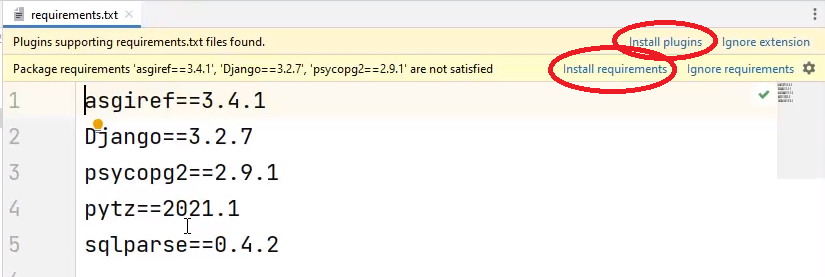 requirements.txt
Plugins supporting requirements.txt files found. Install plugins Ignore extension
Package requirements 'asgiref==3.4.1', 'Django==3.2.7', 'psycopg2==2.9.1' are not satisfied Install requirements Ignore requirements
1 asgiref==3.4.1
2 Django==3.2.7
3 psycopg2==2.9.1
4 pytz==2021.1
5 sqlparse==0.4.2